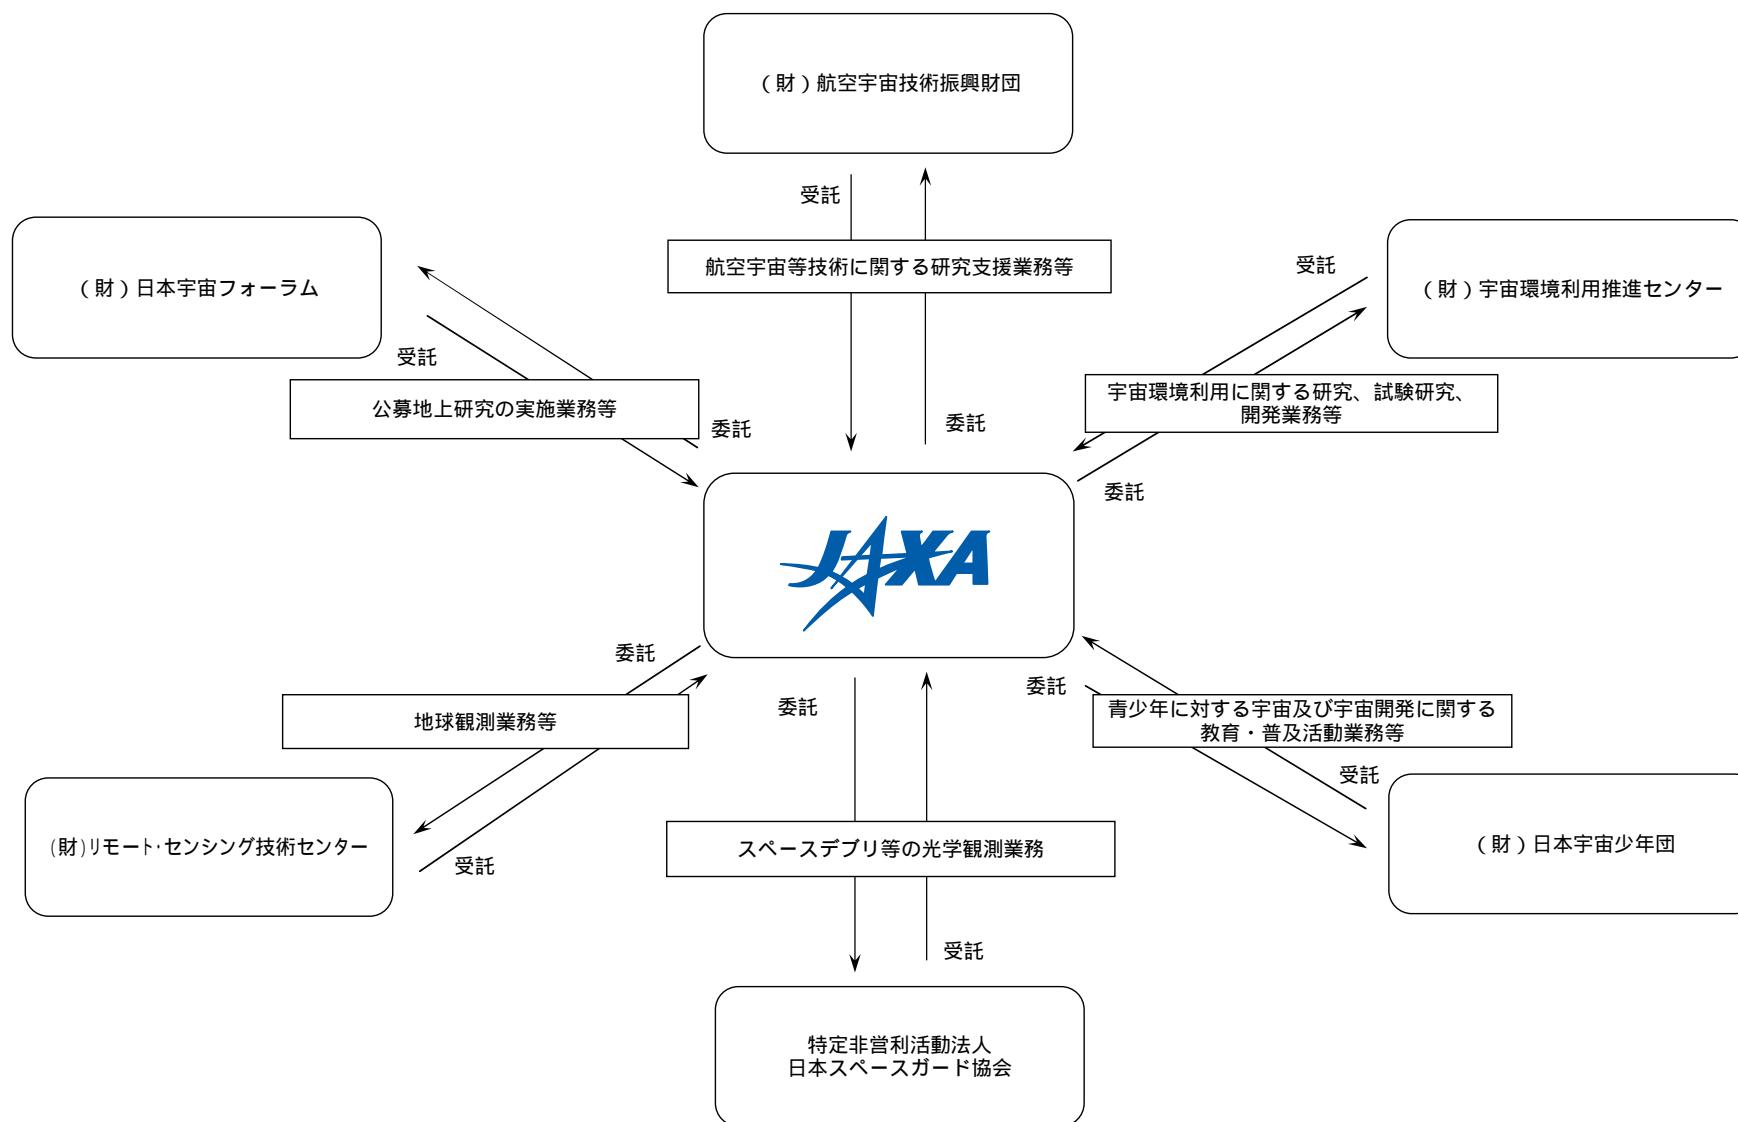 （財）航空宇宙技術振興財団
受託
航空宇宙等技術に関する研究支援業務等
委託
（財）日本宇宙フォーラム
受託
公募地上研究の実施業務等
委託
（財）宇宙環境利用推進センター
受託
宇宙環境利用に関する研究、試験研究、
開発業務等
委託
JAXA
委託
地球観測業務等
受託
(財)リモート・センシング技術センター
委託
スペースデブリ等の光学観測業務
受託
特定非営利活動法人
日本スペースガード協会
委託
青少年に対する宇宙及び宇宙開発に関する
教育・普及活動業務等
受託
（財）日本宇宙少年団